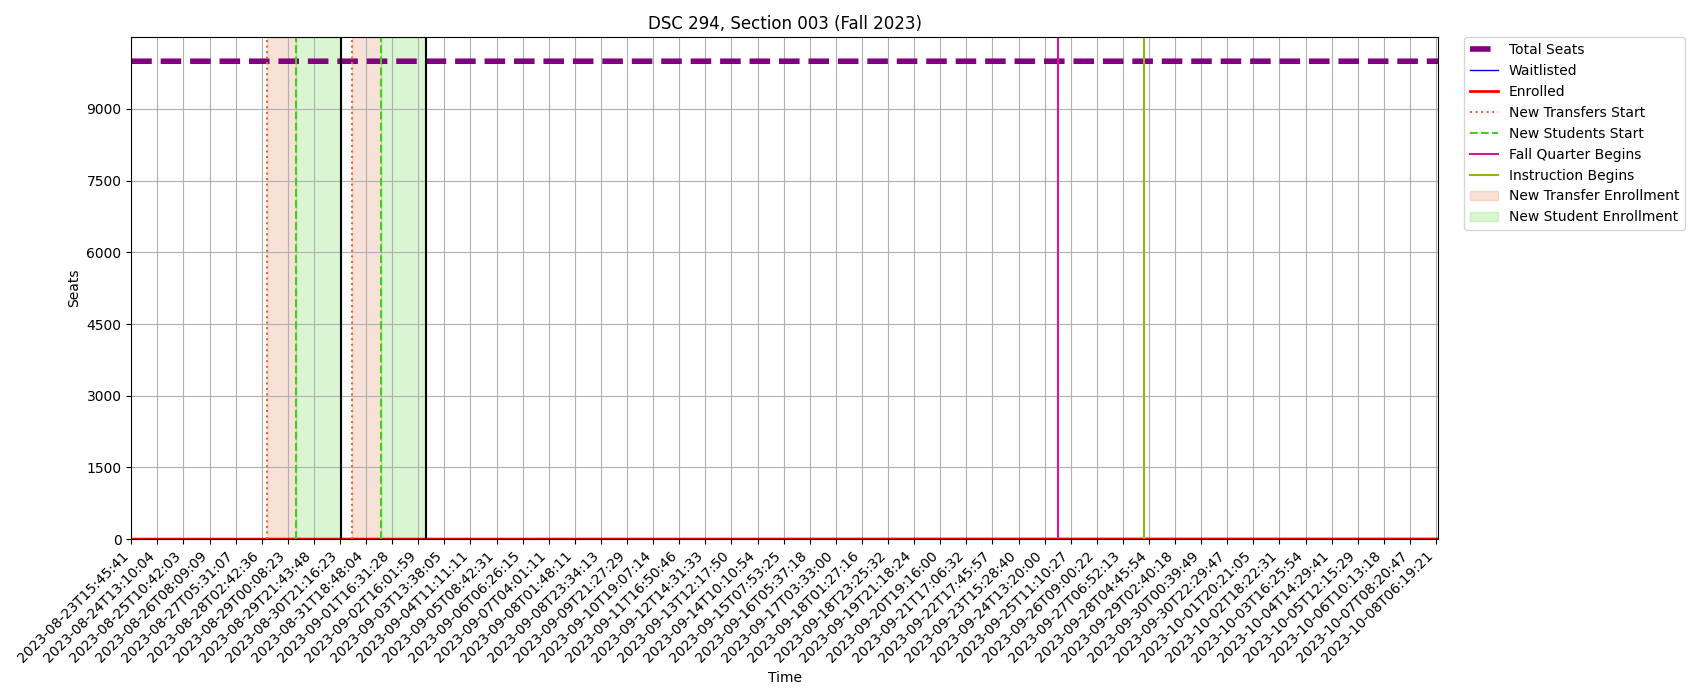 DSC 294, Section 003 (Fall 2023)
Total Seats
Waitlisted
Enrolled
New Transfers Start
New Students Start
Fall Quarter Begins
Instruction Begins
New Transfer Enrollment
New Student Enrollment
Seats
9000
7500
6000
4500
3000
1500
0
2023-08-23T15:45:41
2023-08-24T13:10:04
2023-08-25T10:42:03
2023-08-26T08:09:09
2023-08-27T05:31:07
2023-08-28T02:42:36
2023-08-29T00:08:23
2023-08-29T21:43:48
2023-08-30T21:16:23
2023-08-31T18:48:04
2023-09-01T16:31:28
2023-09-02T16:01:59
2023-09-03T13:38:05
2023-09-04T11:11:11
2023-09-05T08:42:31
2023-09-06T06:26:15
2023-09-07T04:01:11
2023-09-08T01:48:11
2023-09-08T23:34:13
2023-09-09T21:27:29
2023-09-10T19:07:14
2023-09-11T16:50:46
2023-09-12T14:31:33
2023-09-13T12:17:50
2023-09-14T10:10:54
2023-09-15T07:53:25
2023-09-16T05:37:18
2023-09-17T03:33:00
2023-09-18T01:27:16
2023-09-18T23:25:32
2023-09-19T21:18:24
2023-09-20T19:16:00
2023-09-21T17:06:32
2023-09-22T17:45:57
2023-09-23T15:28:40
2023-09-24T13:20:00
2023-09-25T11:10:27
2023-09-26T09:00:22
2023-09-27T06:52:13
2023-09-28T04:45:54
2023-09-29T02:40:18
2023-09-30T00:39:49
2023-09-30T22:29:47
2023-10-01T20:21:05
2023-10-02T18:22:31
2023-10-03T16:25:54
2023-10-04T14:29:41
2023-10-05T12:15:29
2023-10-06T10:13:18
2023-10-07T08:20:47
2023-10-08T06:19:21
Time